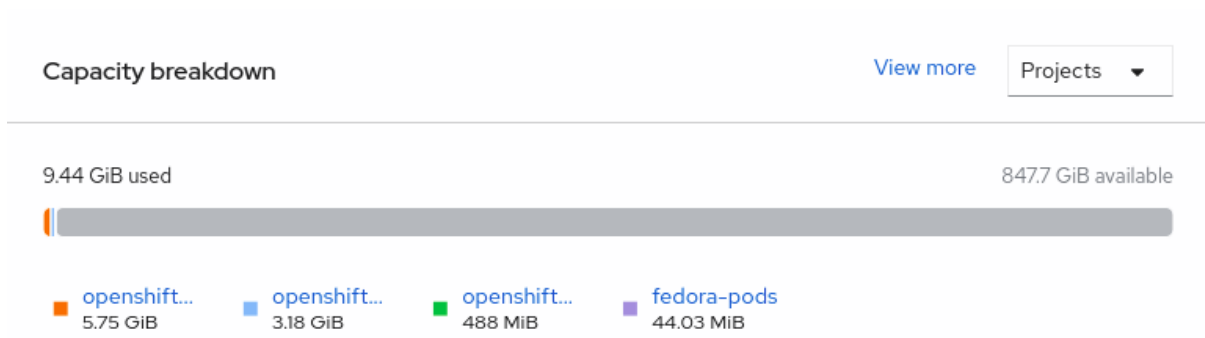 Capacity breakdown
View more
Projects
9.44 GiB used
847.7 GiB available
openshift...
5.75 GiB
openshift...
3.18 GiB
openshift...
488 MiB
fedora-pods
44.03 MiB